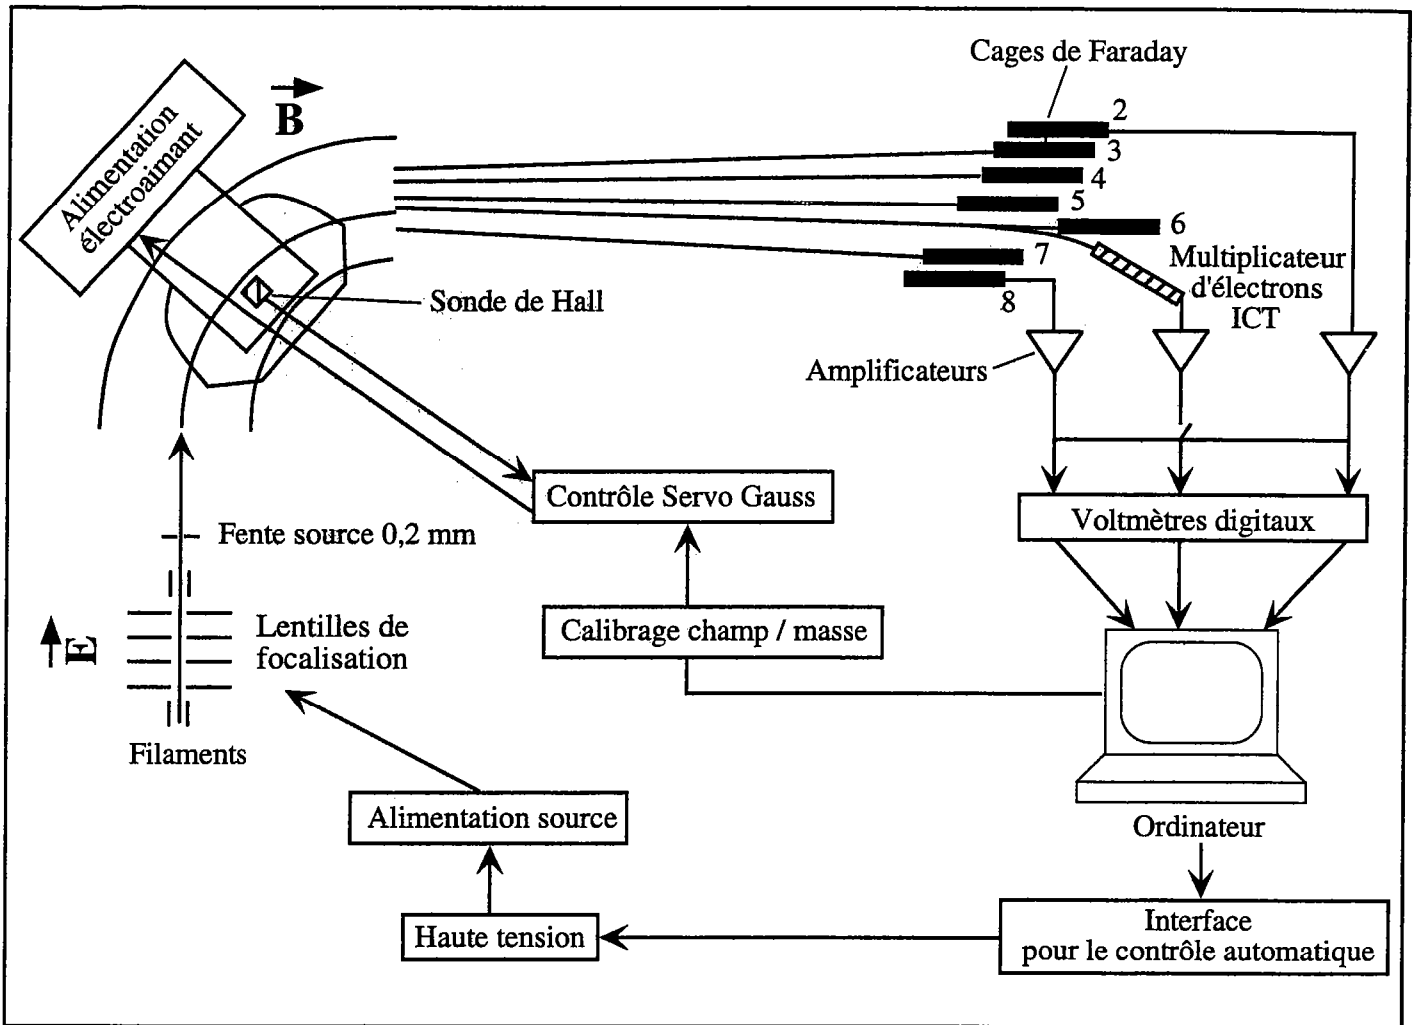 Cages de Faraday
Alimentation
électroaimant
B
2
3
4
5
6
7
8
Multiplicateur
d'électrons
ICT
Sonde de Hall
Amplificateurs
Contrôle Servo Gauss
Voltmètres digitaux
Fente source 0,2 mm
E
Lentilles de
focalisation
Calibrage champ / masse
Filaments
Alimentation source
Ordinateur
Haute tension
Interface
pour le contrôle automatique